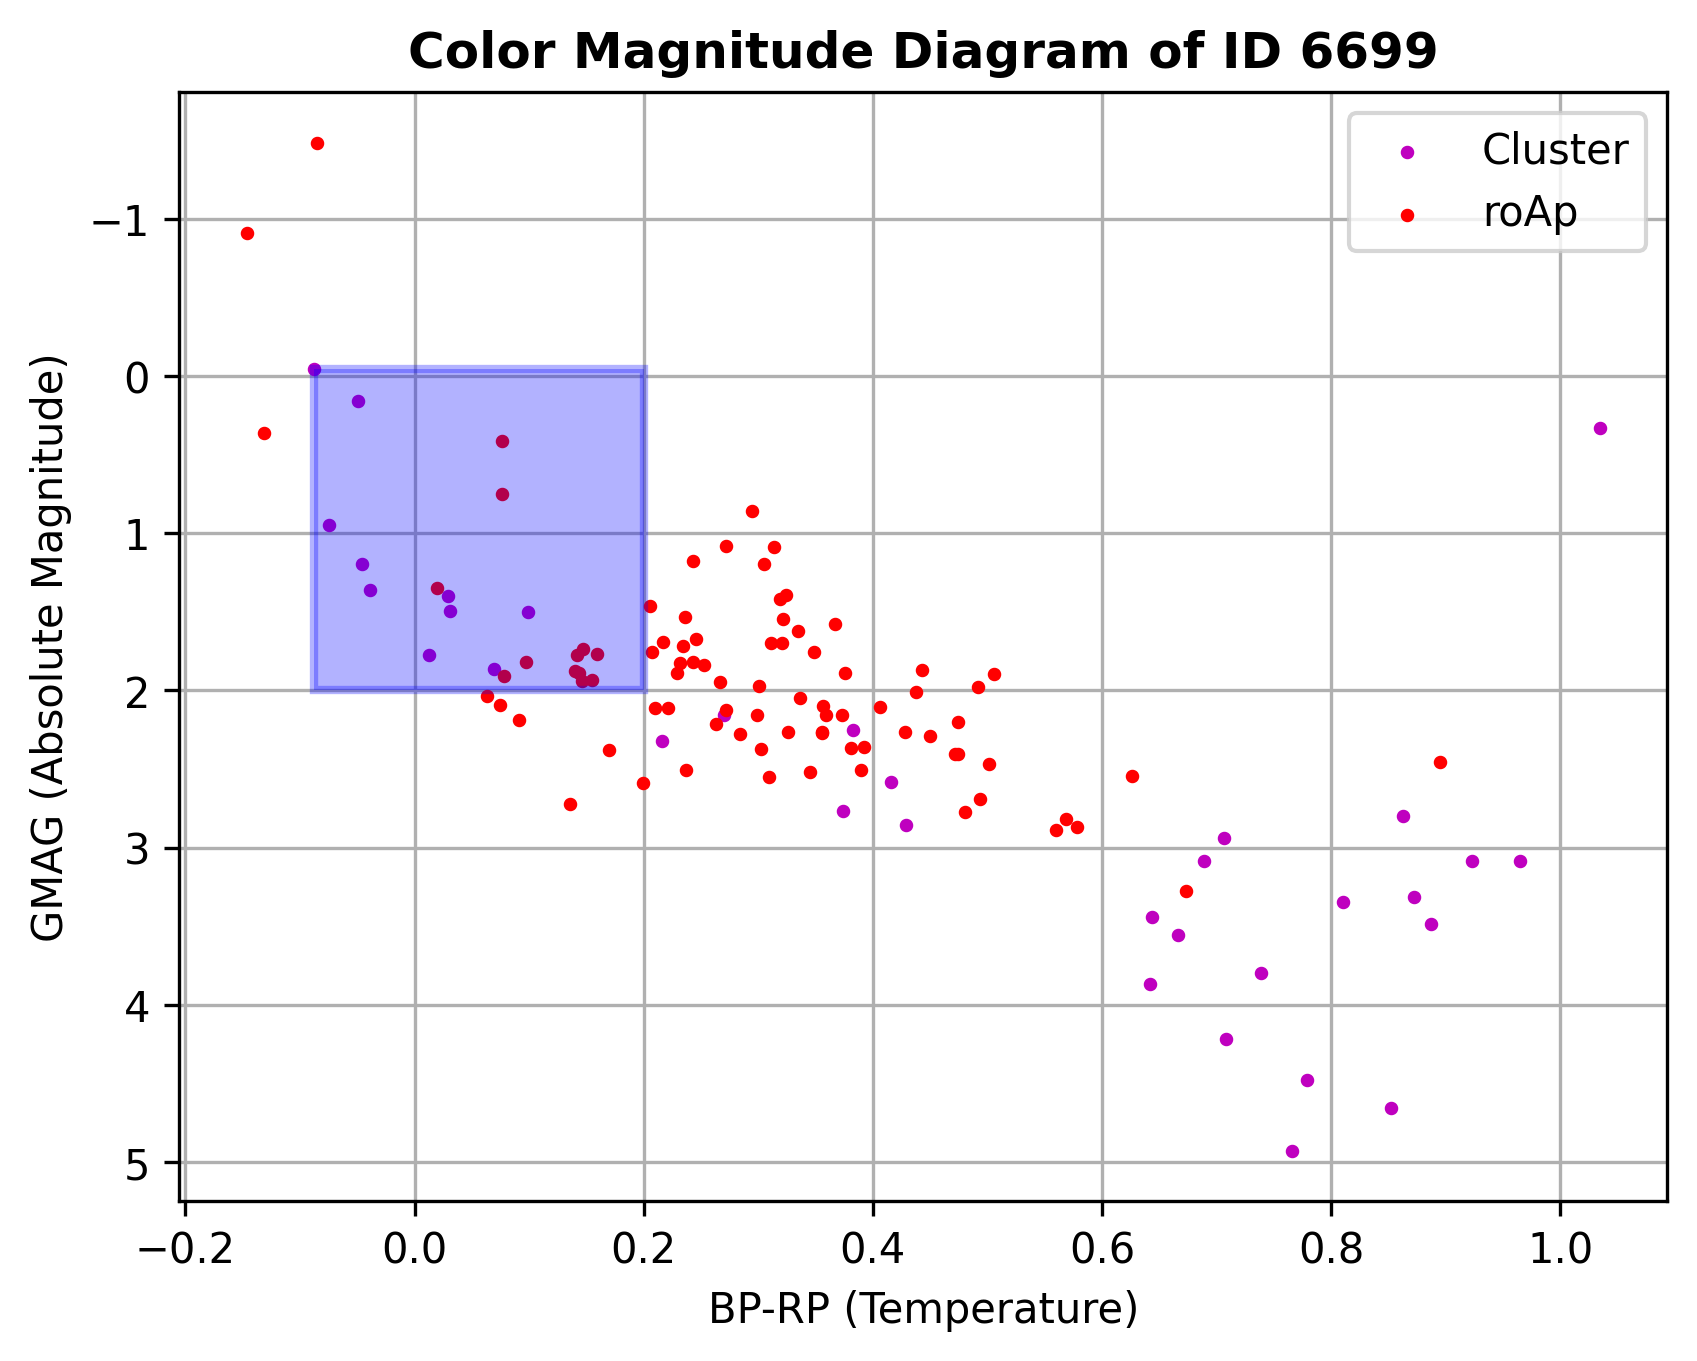 Color Magnitude Diagram of ID 6699
Cluster
roAp
GMAG (Absolute Magnitude)
−1
0
1
2
3
4
5
−0.2
0.0
0.2
0.4
0.6
0.8
1.0
BP-RP (Temperature)